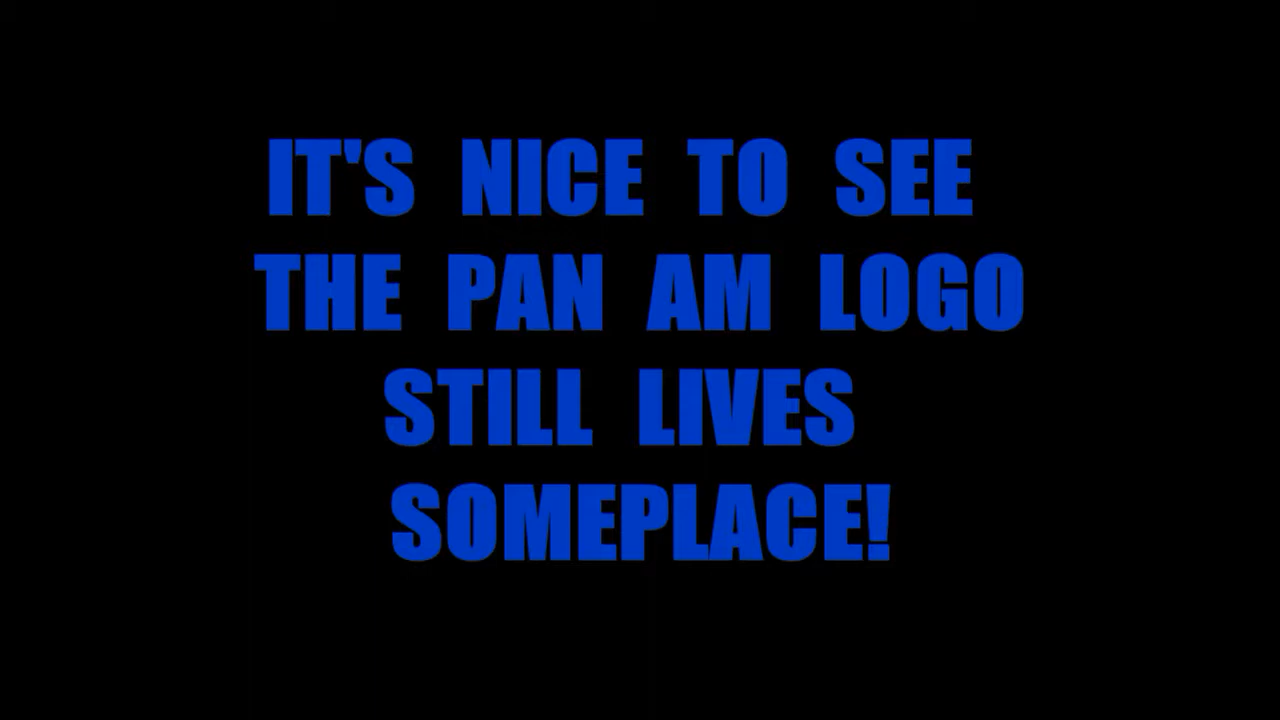 IT'S NICE TO SEE
THE PAN AM LOGO
STILL LIVES
SOMEPLACE!